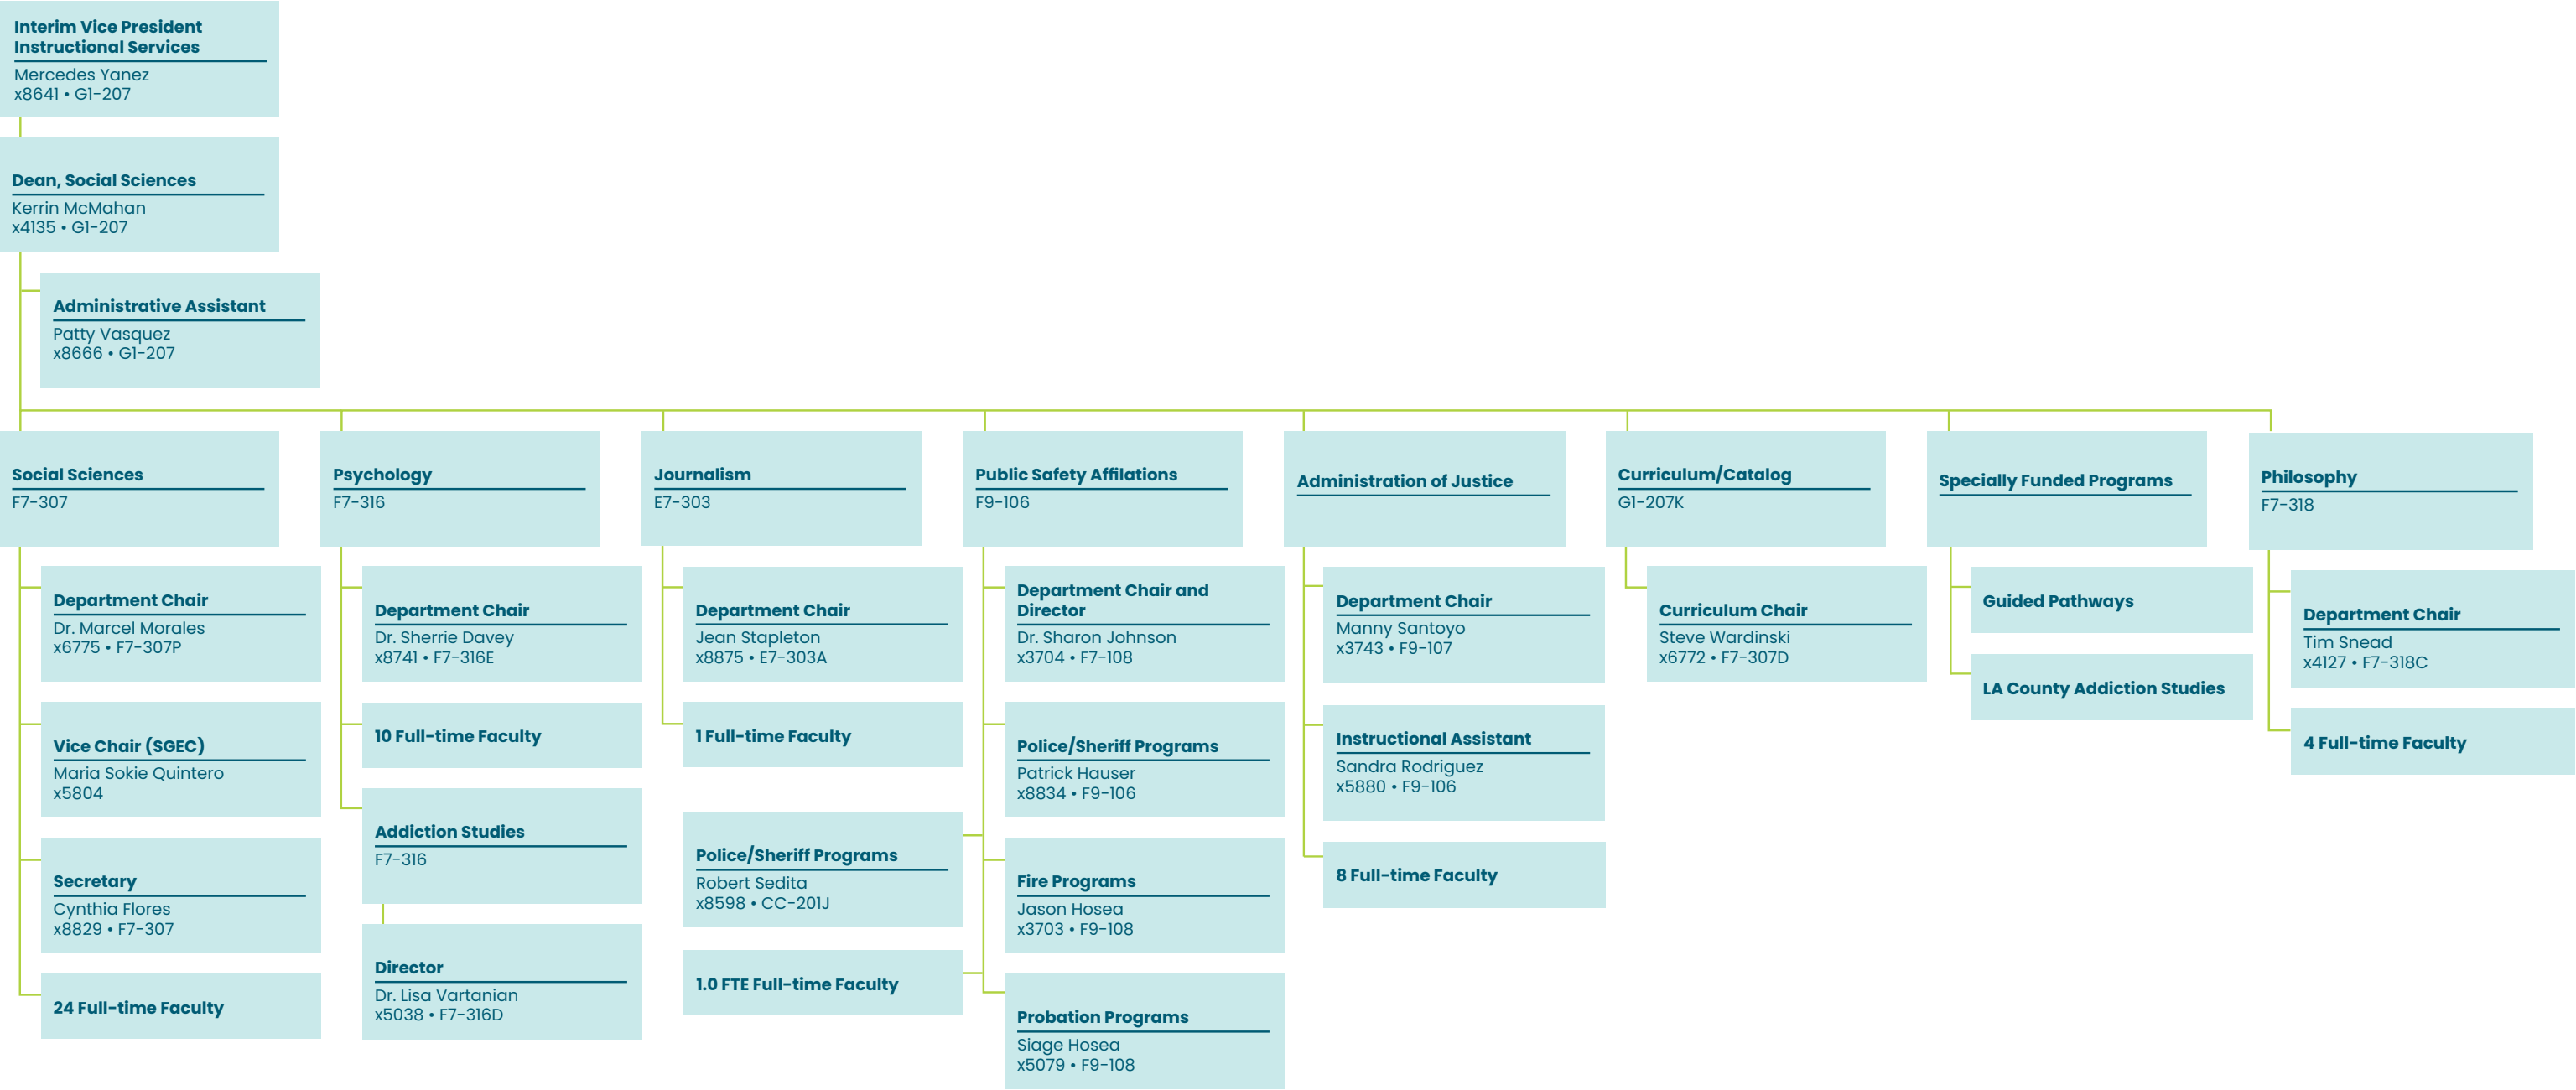 Interim Vice President
Instructional Services
Mercedes Yanez
x8641 • G1-207
Dean, Social Sciences
Kerrin McMahan
x4135 • G1-207
Administrative Assistant
Patty Vasquez
x8666 • G1-207
Social Sciences
F7-307
Department Chair
Dr. Marcel Morales
x6775 • F7-307P
Vice Chair (SGEC)
Maria Sokie Quintero
x5804
Secretary
Cynthia Flores
x8829 • F7-307
24 Full-time Faculty
Psychology
F7-316
Department Chair
Dr. Sherrie Davey
x8741 • F7-316E
10 Full-time Faculty
Addiction Studies
F7-316
Director
Dr. Lisa Vartanian
x5038 • F7-316D
Journalism
E7-303
Department Chair
Jean Stapleton
x8875 • E7-303A
1 Full-time Faculty
Public Safety Affilations
F9-106
Department Chair and
Director
Dr. Sharon Johnson
x3704 • F7-108
Police/Sheriff Programs
Patrick Hauser
x8834 • F9-106
Police/Sheriff Programs
Robert Sedita
x8598 • CC-201J
Fire Programs
Jason Hosea
x3703 • F9-108
1.0 FTE Full-time Faculty
Probation Programs
Siage Hosea
x5079 • F9-108
Administration of Justice
Department Chair
Manny Santoyo
x3743 • F9-107
Instructional Assistant
Sandra Rodriguez
x5880 • F9-106
8 Full-time Faculty
Curriculum/Catalog
G1-207K
Curriculum Chair
Steve Wardinski
x6772 • F7-307D
Specially Funded Programs
Guided Pathways
LA County Addiction Studies
Philosophy
F7-318
Department Chair
Tim Snead
x4127 • F7-318C
4 Full-time Faculty